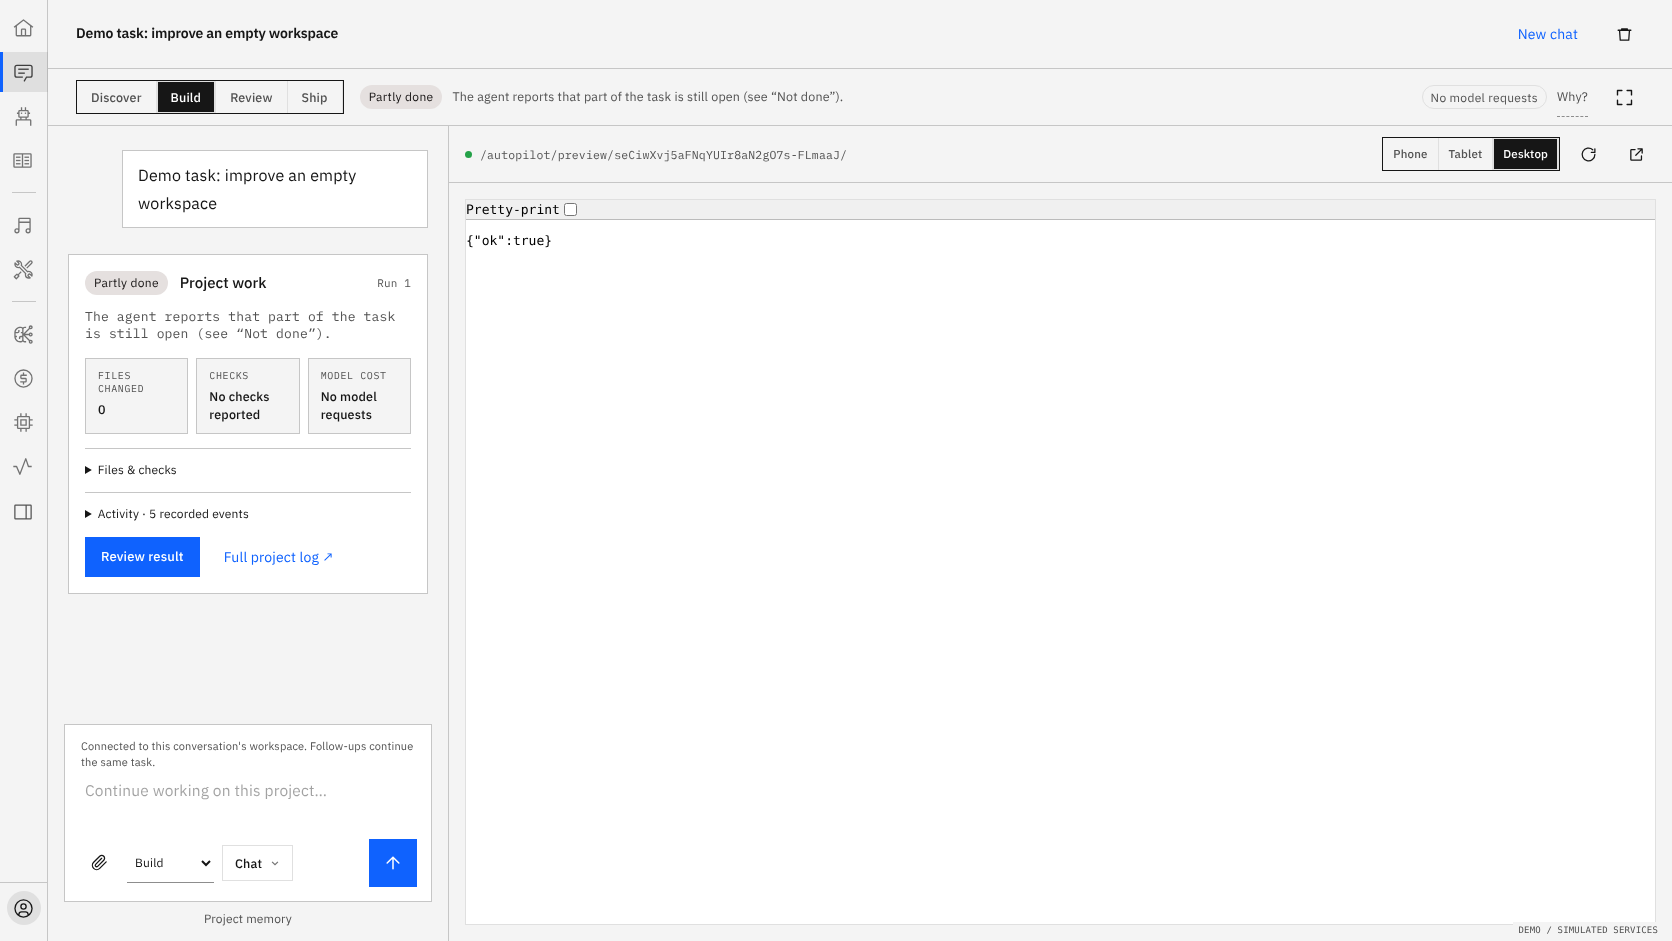 Demo task: improve an empty workspace
New chat
Discover
Build
Review
Ship
Partly done
The agent reports that part of the task is still open (see “Not done”).
No model requests
Why?
Demo task: improve an empty
workspace
Partly done
Project work
Run 1
The agent reports that part of the task
is still open (see “Not done”).
FILES
CHANGED
0
CHECKS
No checks
reported
MODEL COST
No model
requests
Files & checks
Activity · 5 recorded events
Review result
Full project log ↗
Connected to this conversation's workspace. Follow-ups continue
the same task.
Continue working on this project...
Build
Chat
Project memory
/autopilot/preview/seCiwXvj5aFNqYUIr8aN2gO7s-FLmaaJ/
Phone
Tablet
Desktop
Pretty-print
{"ok":true}
DEMO / SIMULATED SERVICES